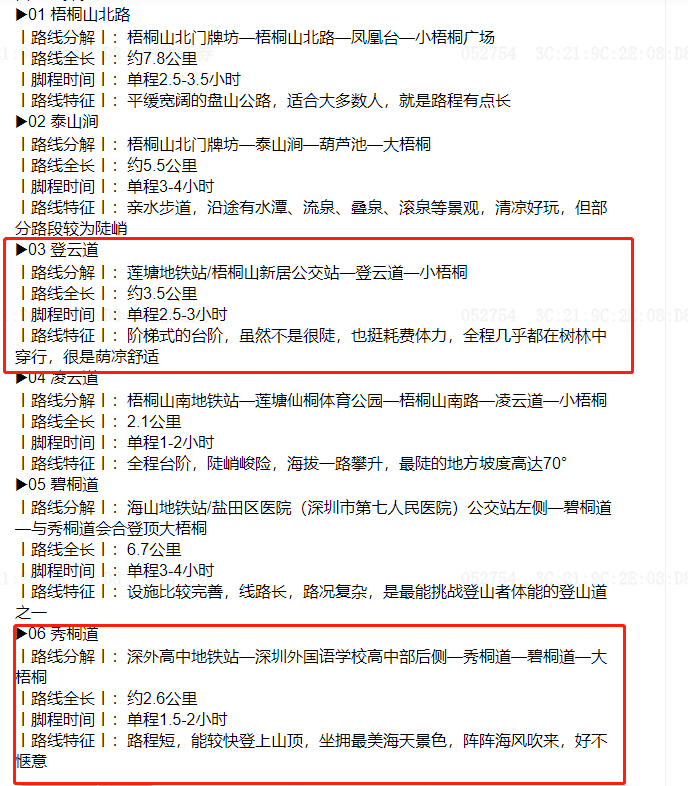 ▶01 梧桐山北路
丨路线分解丨：梧桐山北门牌坊—梧桐山北路—凤凰台—小梧桐广场
丨路线全长丨：约7.8公里
丨脚程时间丨：单程2.5-3.5小时
丨路线特征丨：平缓宽阔的盘山公路，适合大多数人，就是路程有点长
▶02 泰山涧
丨路线分解丨：梧桐山北门牌坊—泰山涧—葫芦池—大梧桐
丨路线全长丨：约5.5公里
丨脚程时间丨：单程3-4小时
丨路线特征丨：亲水步道，沿途有水潭、流泉、叠泉、滚泉等景观，清凉好玩，但部
分路段较为陡峭
▶03 登云道
丨路线分解丨：莲塘地铁站/梧桐山新居公交站—登云道—小梧桐
丨路线全长丨：约3.5公里
丨脚程时间丨：单程2.5-3小时
丨路线特征丨：阶梯式的台阶，虽然不是很陡，也挺耗费体力，全程几乎都在树林中
穿行，很是荫凉舒适
▶04 凌云道
丨路线分解丨：梧桐山南地铁站—莲塘仙桐体育公园—梧桐山南路—凌云道—小梧桐
丨路线全长丨：2.1公里
丨脚程时间丨：单程1-2小时
丨路线特征丨：全程台阶，陡峭峻险，海拔一路攀升，最陡的地方坡度高达70°
▶05 碧桐道
丨路线分解丨：海山地铁站/盐田区医院（深圳市第七人民医院）公交站左侧—碧桐道
—与秀桐道会合登顶大梧桐
丨路线全长丨：6.7公里
丨脚程时间丨：单程3-4小时
丨路线特征丨：设施比较完善，线路长，路况复杂，是最能挑战登山者体能的登山道
之一
▶06 秀桐道
丨路线分解丨：深外高中地铁站—深圳外国语学校高中部后侧—秀桐道—碧桐道—大
梧桐
丨路线全长丨：约2.6公里
丨脚程时间丨：单程1.5-2小时
丨路线特征丨：路程短，能较快登上山顶，坐拥最美海天景色，阵阵海风吹来，好不
惬意